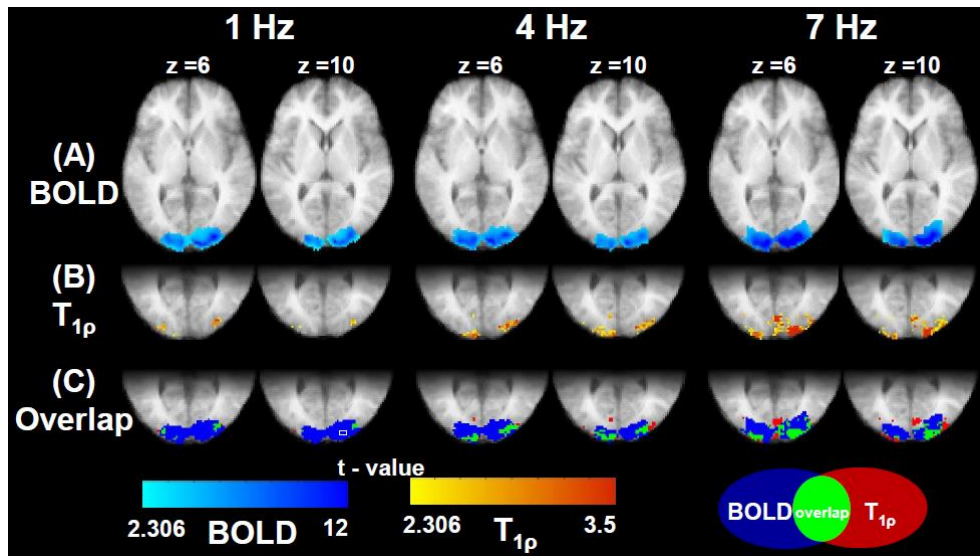 1 Hz 4 Hz 7 Hz
z =6 z =10 z =6 z =10 z =6 z =10
(A)
BOLD
(B)
T1ρ
(C)
Overlap
t - value
2.306 BOLD 12 2.306 T1ρ 3.5
BOLD overlap T1ρ